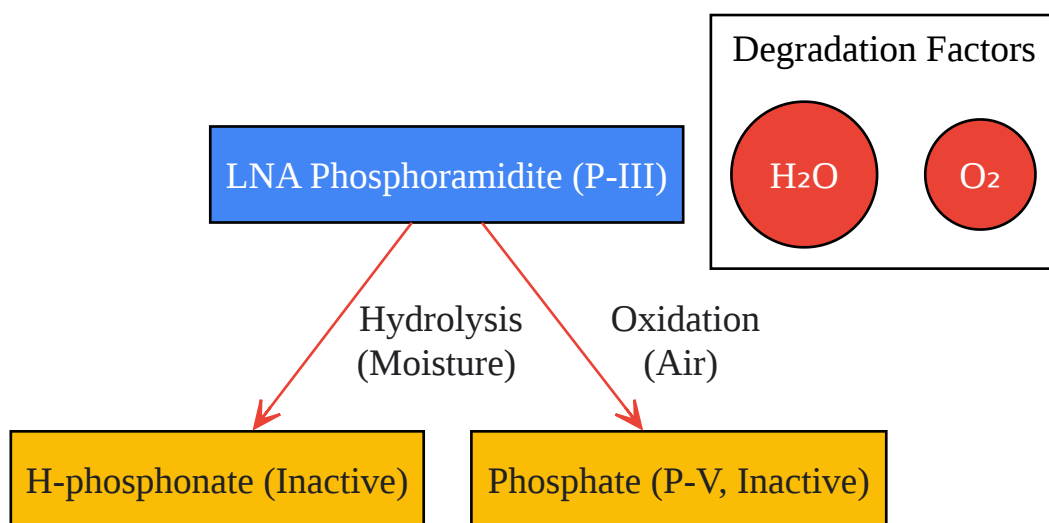 Degradation Factors
H₂O
O₂
LNA Phosphoramidite (P-III)
Hydrolysis
(Moisture)
Oxidation
(Air)
H-phosphonate (Inactive)
Phosphate (P-V, Inactive)